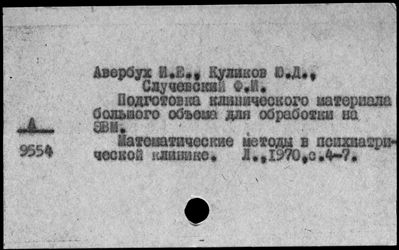 Авербух И.Е., Куликов Ю.Д.,
Случевский Ф.И.
Подготовка клинического материала
большого объема для обработки на
ЭВМ.
А
9554
Математические методы в психиатри-
ческой клинике. Л.,1970,с.4-7.